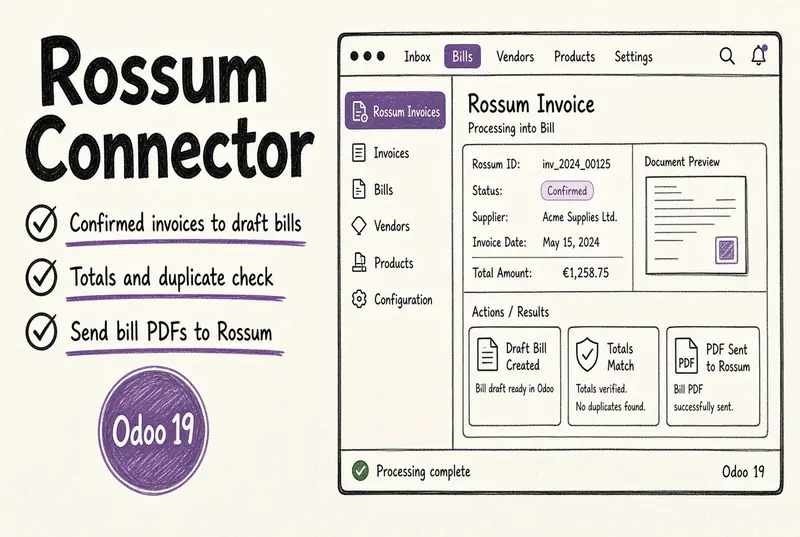 Rossum
Connector
Confirmed invoices to draft bills
Totals and duplicate check
Send bill PDFs to Rossum
Odoo 19
Inbox Bills Vendors Products Settings
Rossum Invoices
Invoices
Bills
Vendors
Products
Configuration
Rossum Invoice
Processing into Bill
Rossum ID: inv_2024_00125
Status: Confirmed
Supplier: Acme Supplies Ltd.
Invoice Date: May 15, 2024
Total Amount: €1,258.75
Document Preview
Actions / Results
Draft Bill
Created
Bill draft ready in Odoo
Totals
Match
Totals verified.
No duplicates found.
PDF
PDF Sent
to Rossum
Bill PDF
successfully sent.
Processing complete
Odoo 19